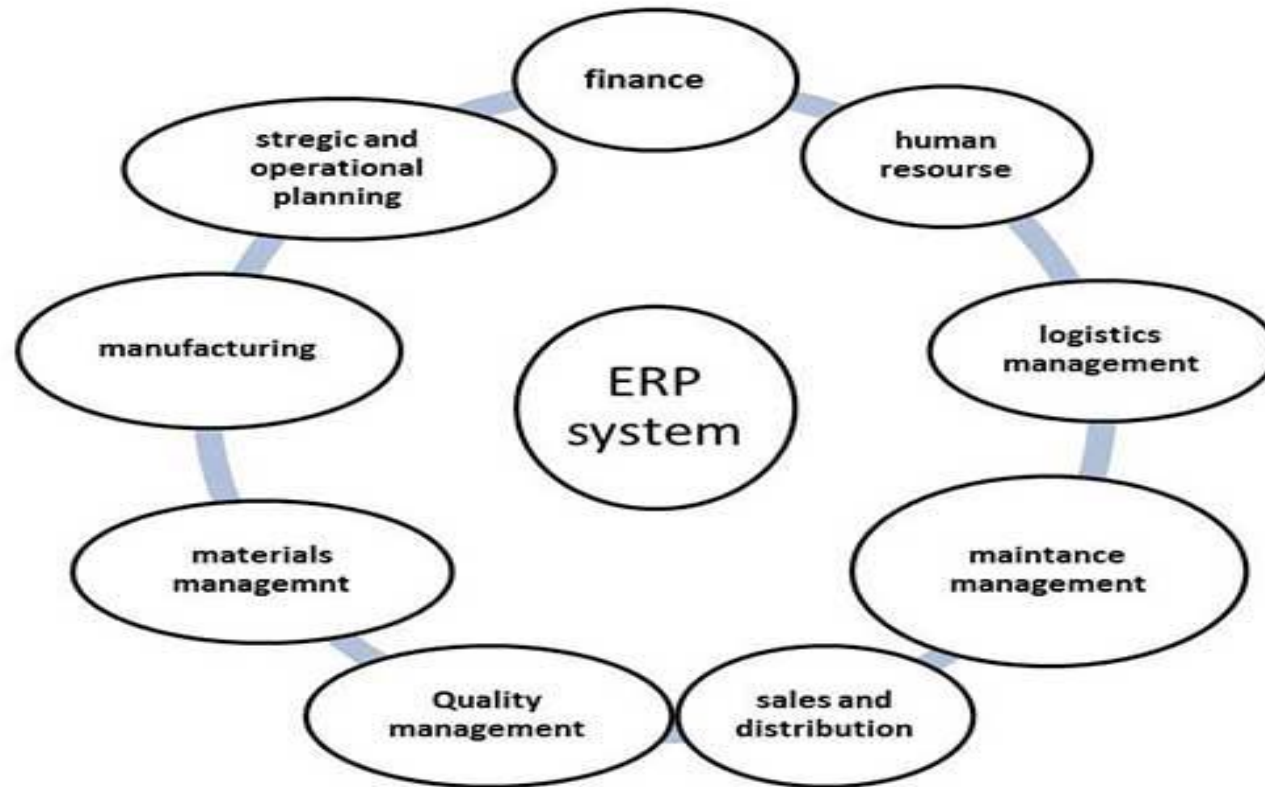 finance
human
resourse
stregic and
operational
planning
manufacturing
logistics
management
ERP
system
materials
managemnt
maintance
management
Quality
management
sales and
distribution